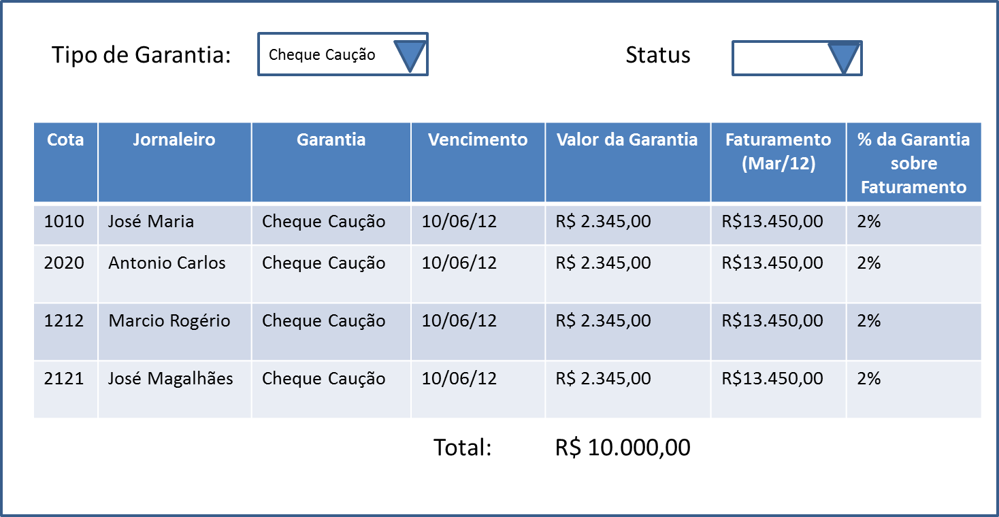 Tipo de Garantia: Cheque Caução Status
Cota Jornaleiro Garantia Vencimento Valor da Garantia Faturamento (Mar/12) % da Garantia sobre Faturamento
1010 José Maria Cheque Caução 10/06/12 R$ 2.345,00 R$13.450,00 2%
2020 Antonio Carlos Cheque Caução 10/06/12 R$ 2.345,00 R$13.450,00 2%
1212 Marcio Rogério Cheque Caução 10/06/12 R$ 2.345,00 R$13.450,00 2%
2121 José Magalhães Cheque Caução 10/06/12 R$ 2.345,00 R$13.450,00 2%
Total: R$ 10.000,00